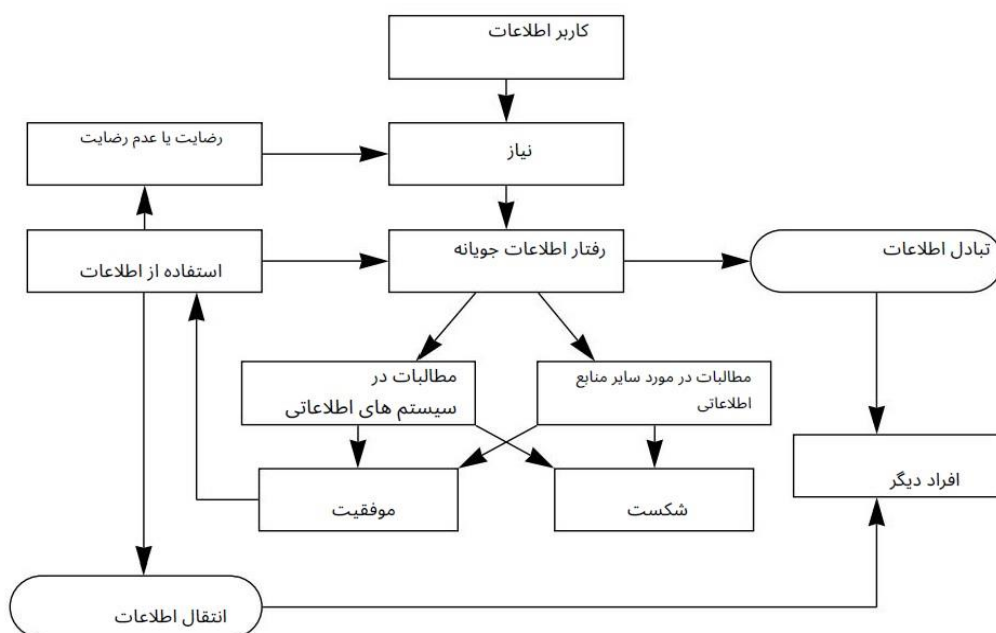 کاربر اطلاعات
رضایت یا عدم رضایت
نیاز
استفاده از اطلاعات
رفتار اطلاعات جویانه
تبادل اطلاعات
مطالبات در
سیستم های اطلاعاتی
مطالبات در مورد سایر منابع
اطلاعاتی
موفقیت
شکست
افراد دیگر
انتقال اطلاعات